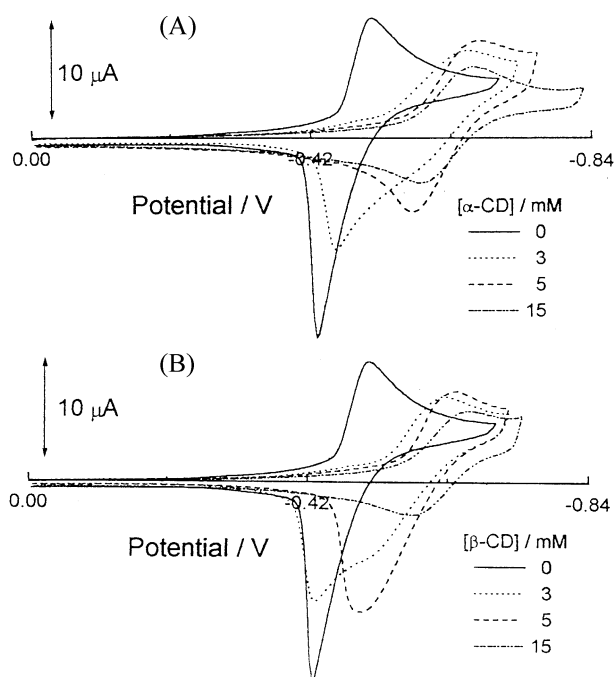 (A)
10 μA
0.00
-0.42
-0.84
Potential / V
[α-CD] / mM
0
3
5
15
(B)
10 μA
0.00
-0.42
-0.84
Potential / V
[β-CD] / mM
0
3
5
15